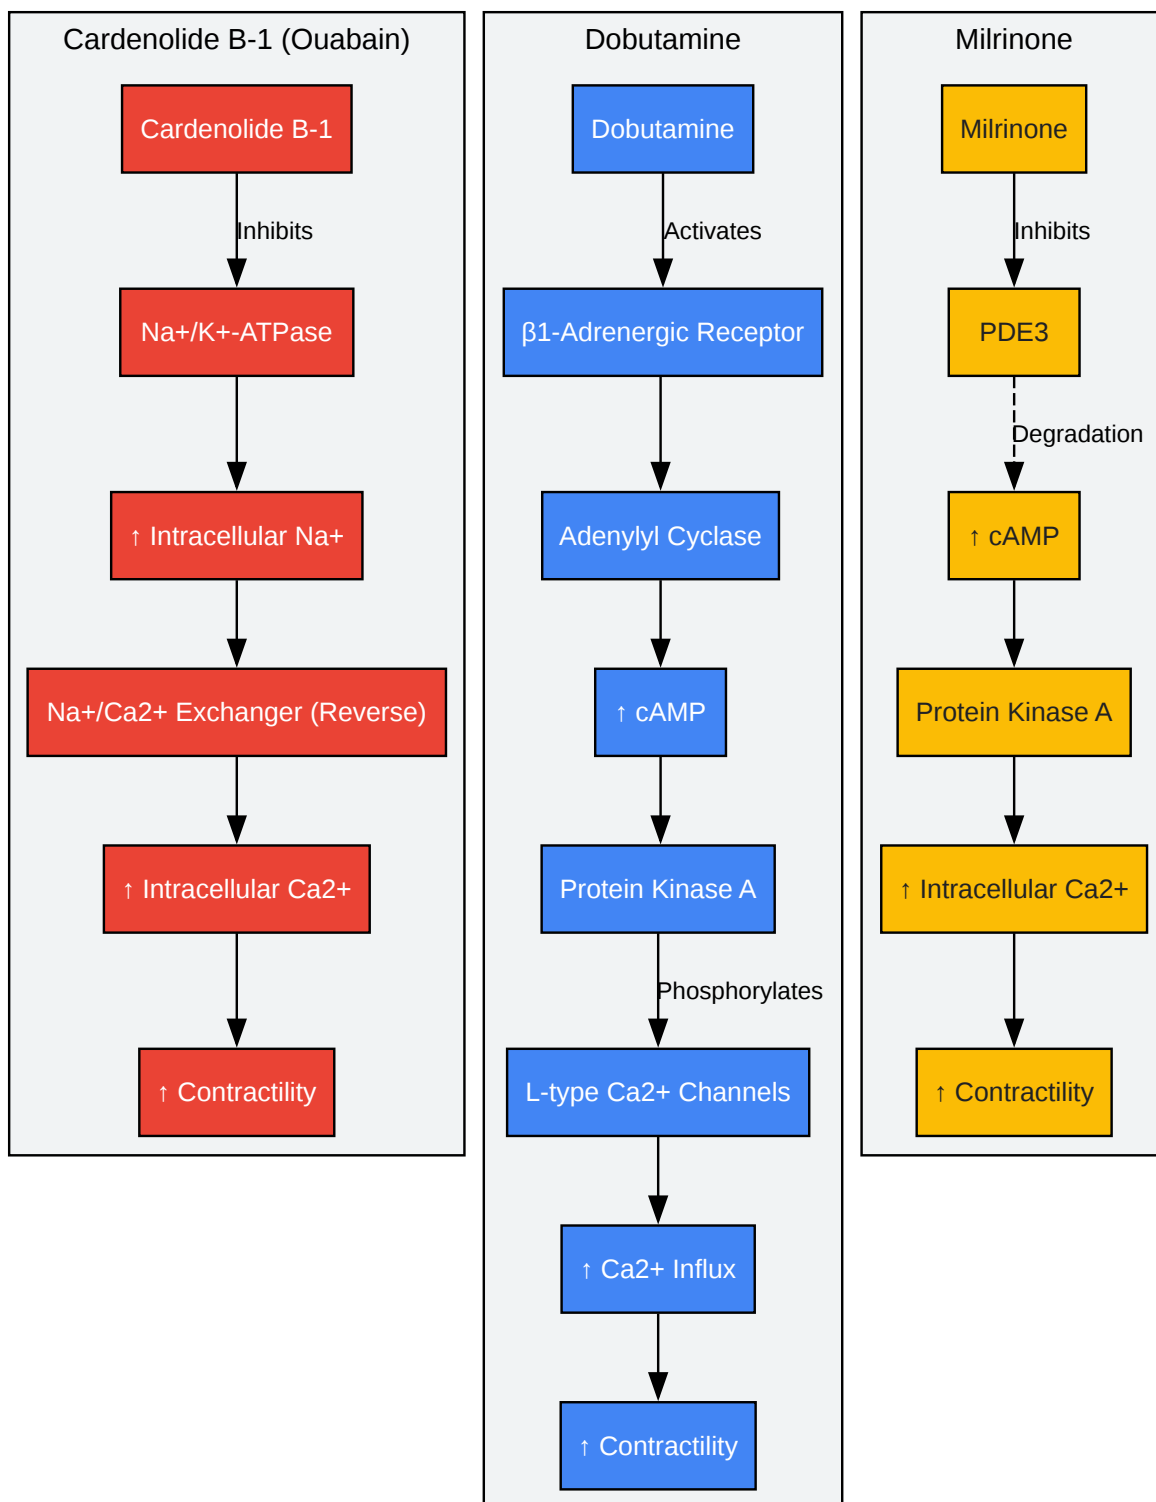 Cardenolide B-1 (Ouabain)
Cardenolide B-1
Inhibits
Na+/K+-ATPase
↑ Intracellular Na+
Na+/Ca2+ Exchanger (Reverse)
↑ Intracellular Ca2+
↑ Contractility
Dobutamine
Dobutamine
Activates
β1-Adrenergic Receptor
Adenylyl Cyclase
↑ cAMP
Protein Kinase A
Phosphorylates
L-type Ca2+ Channels
↑ Ca2+ Influx
↑ Contractility
Milrinone
Milrinone
Inhibits
PDE3
Degradation
↑ cAMP
Protein Kinase A
↑ Intracellular Ca2+
↑ Contractility